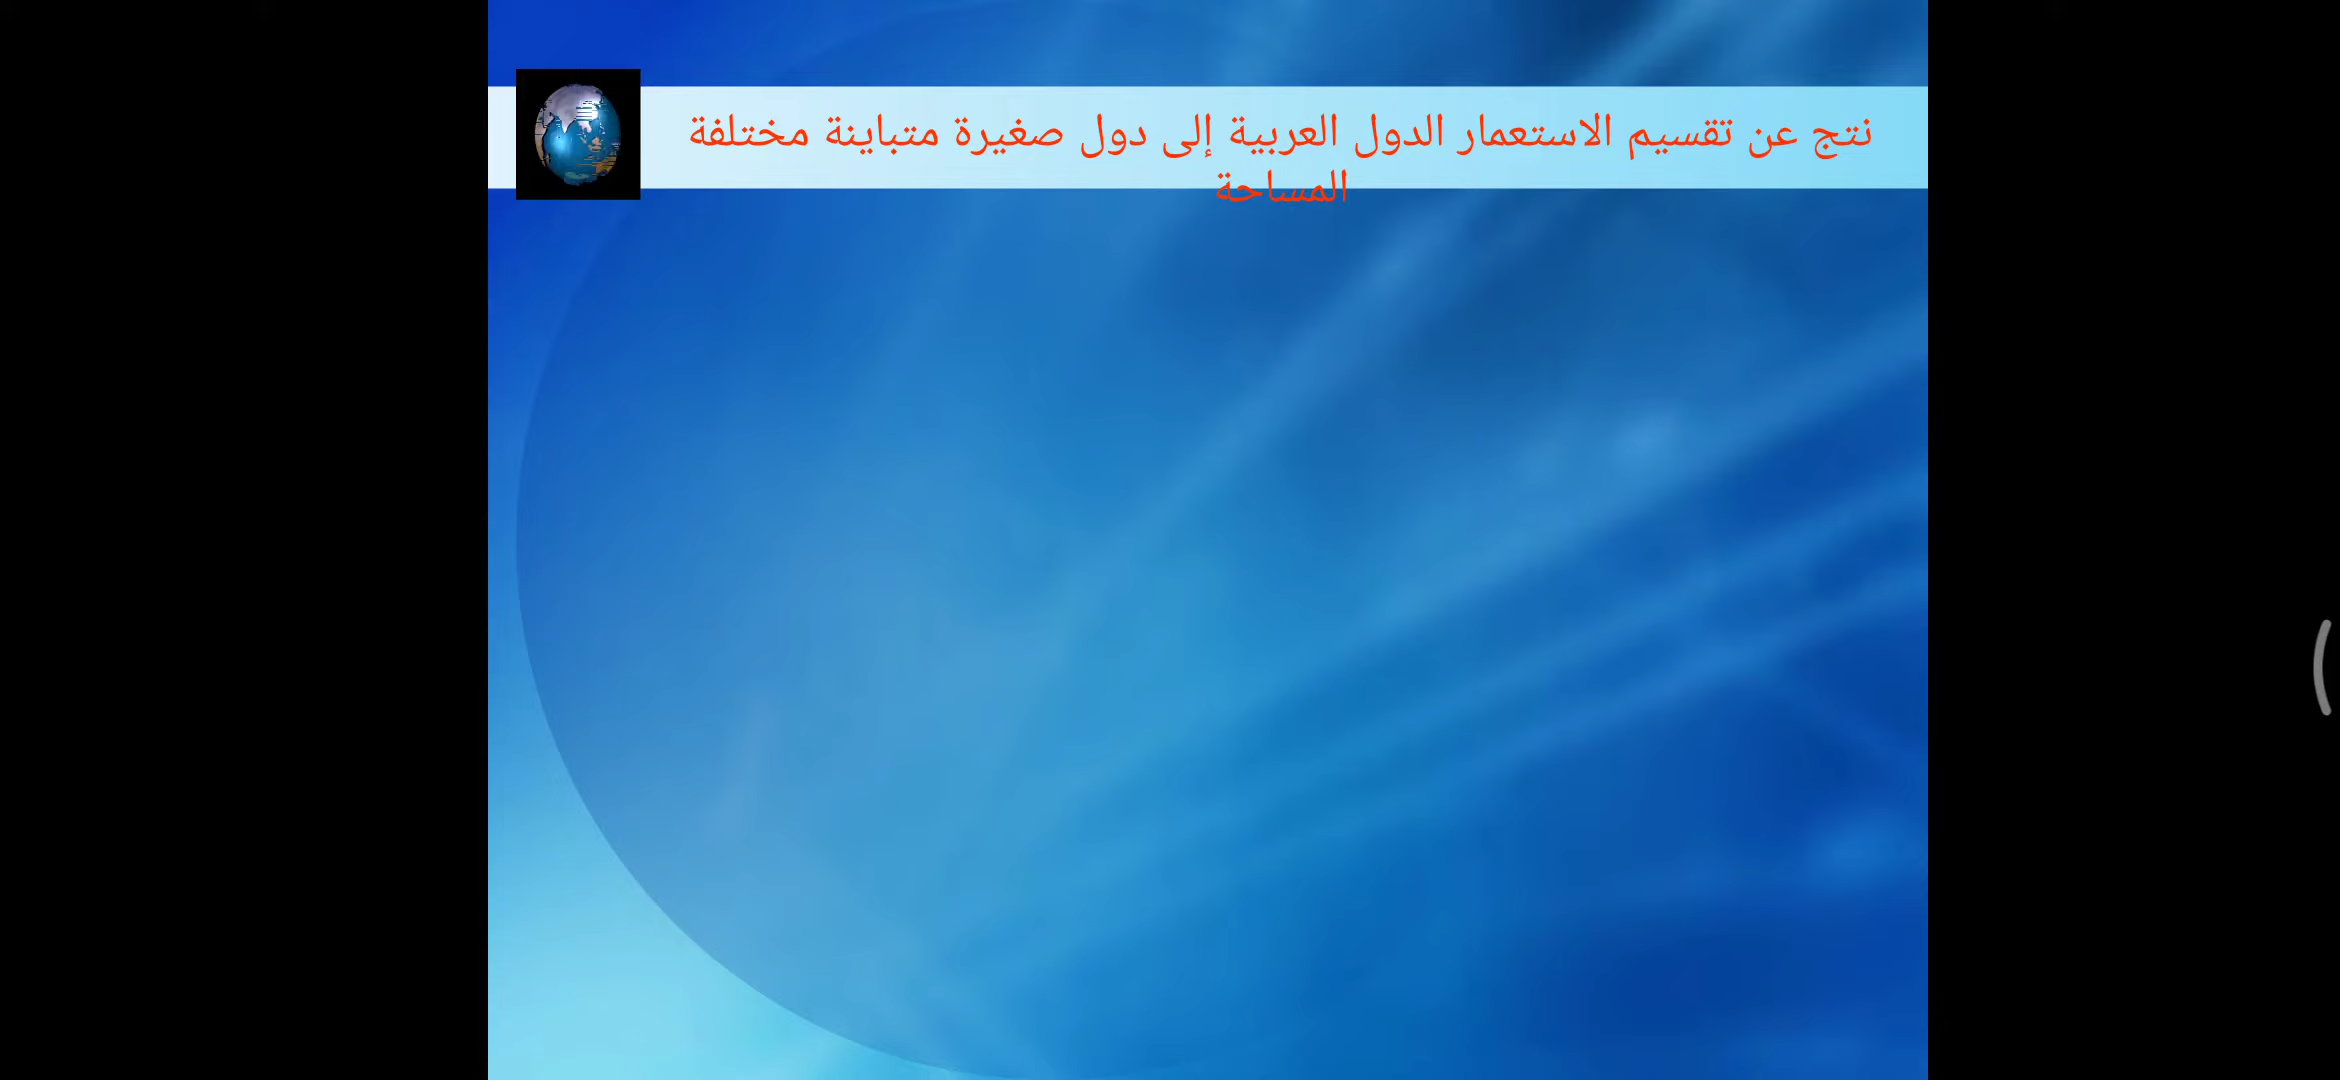 نتج عن تقسيم الاستعمار الدول العربية إلى دول صغيرة متباينة مختلفة
المساحة